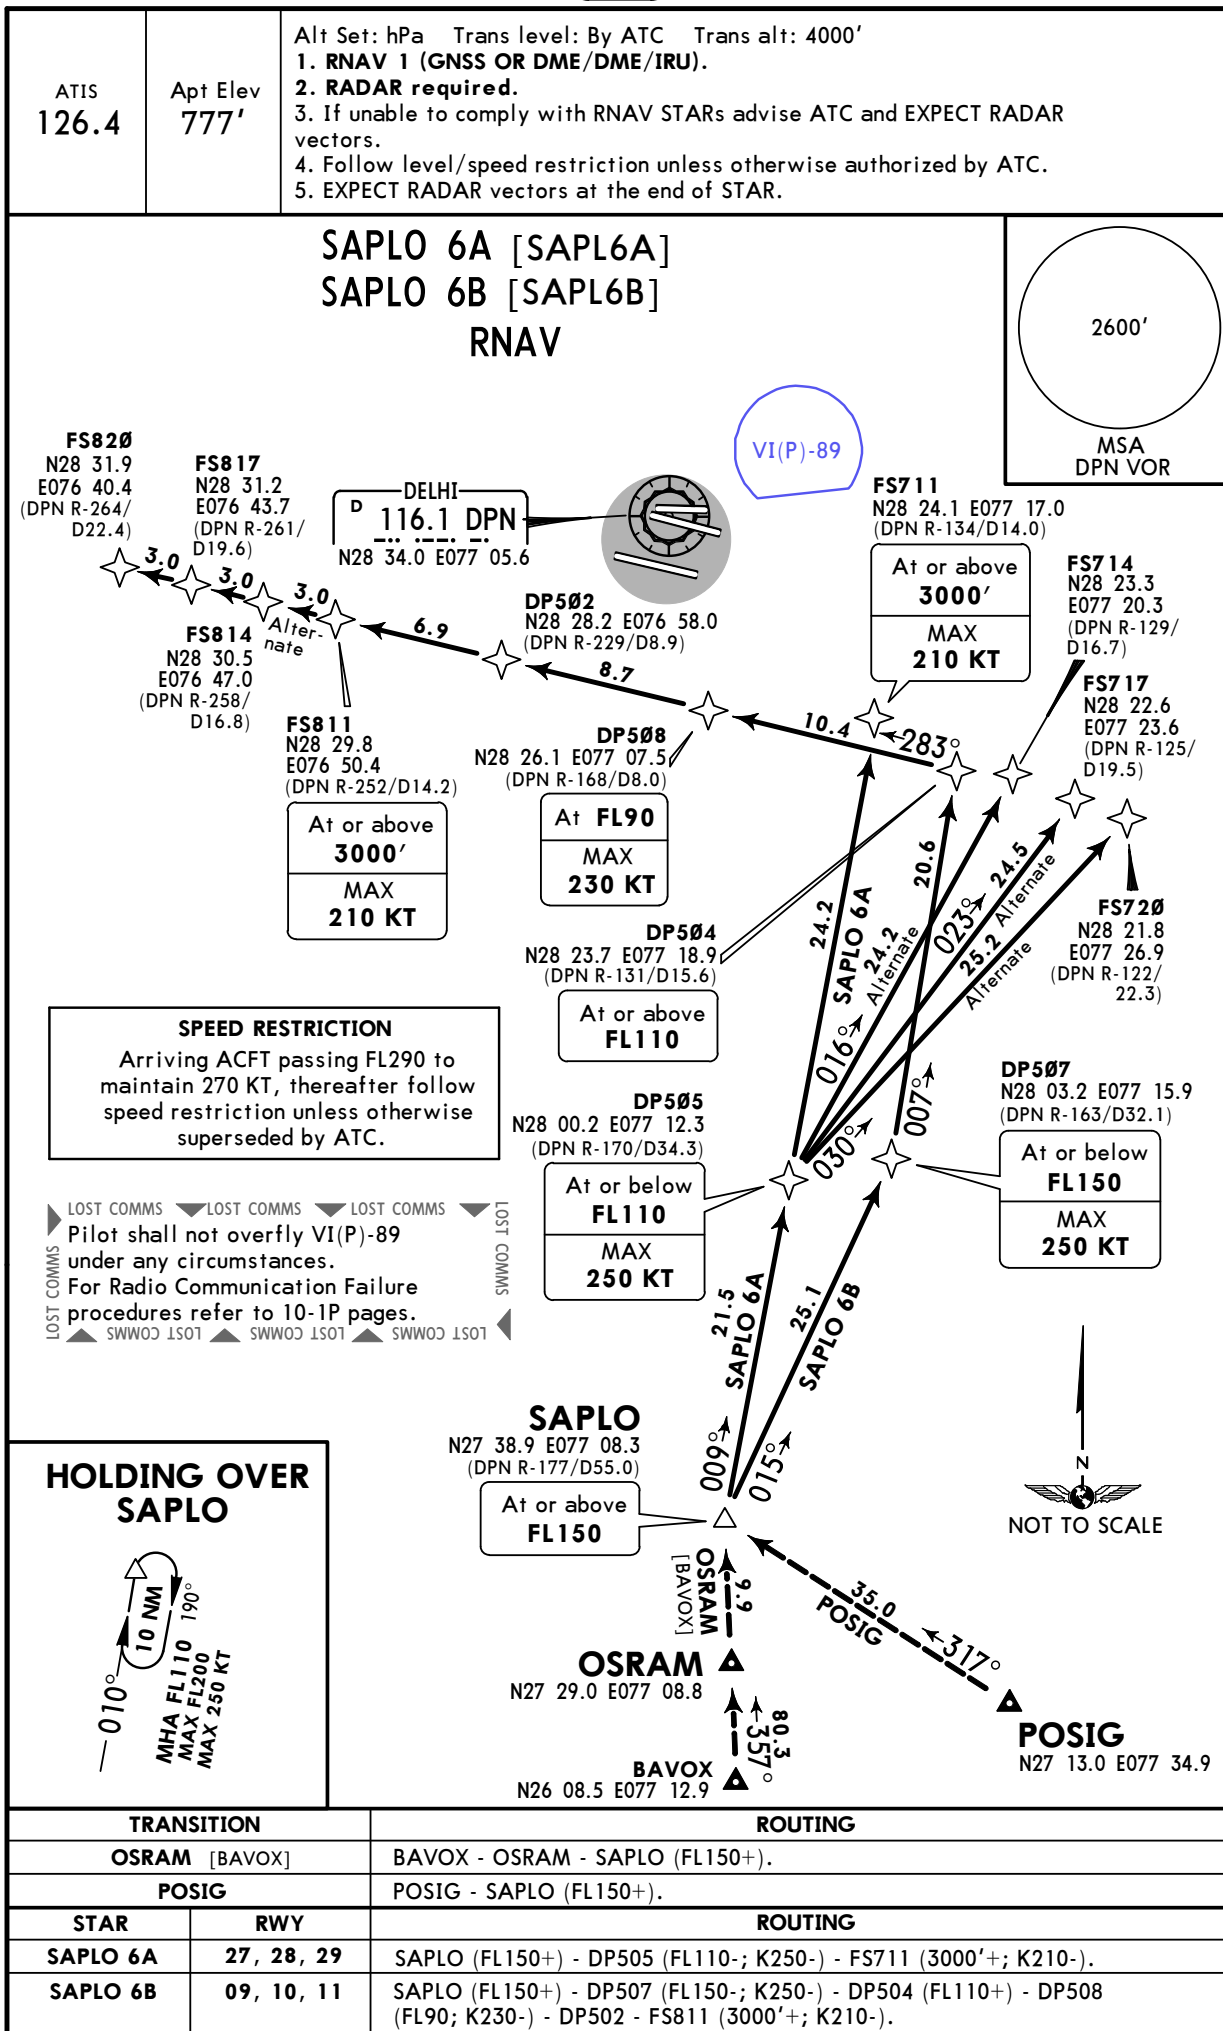 ATIS
126.4
Apt Elev
777'
Alt Set: hPa Trans level: By ATC Trans alt: 4000'
1. RNAV 1 (GNSS OR DME/DME/IRU).
2. RADAR required.
3. If unable to comply with RNAV STARs advise ATC and EXPECT RADAR
vectors.
4. Follow level/speed restriction unless otherwise authorized by ATC.
5. EXPECT RADAR vectors at the end of STAR.
SAPLO 6A [SAPL6A]
SAPLO 6B [SAPL6B]
RNAV
2600'
MSA
DPN VOR
VI(P)-89
FS82Ø
N28 31.9
E076 40.4
(DPN R-264/
D22.4)
FS817
N28 31.2
E076 43.7
(DPN R-261/
D19.6)
DELHI
D 116.1 DPN
N28 34.0 E077 05.6
FS711
N28 24.1 E077 17.0
(DPN R-134/D14.0)
At or above
3000'
MAX
210 KT
FS714
N28 23.3
E077 20.3
(DPN R-129/
D16.7)
FS717
N28 22.6
E077 23.6
(DPN R-125/
D19.5)
3.0
3.0
3.0
Alter-
nate
6.9
8.7
10.4
283°
DP5Ø2
N28 28.2 E076 58.0
(DPN R-229/D8.9)
FS814
N28 30.5
E076 47.0
(DPN R-258/
D16.8)
FS811
N28 29.8
E076 50.4
(DPN R-252/D14.2)
At or above
3000'
MAX
210 KT
DP5Ø8
N28 26.1 E077 07.5
(DPN R-168/D8.0)
At FL90
MAX
230 KT
DP5Ø4
N28 23.7 E077 18.9
(DPN R-131/D15.6)
At or above
FL110
FS72Ø
N28 21.8
E077 26.9
(DPN R-122/
22.3)
24.2
SAPLO 6A
24.2
Alternate
016°
20.6
007°
023°
24.5
Alternate
25.2
Alternate
030°
SPEED RESTRICTION
Arriving ACFT passing FL290 to
maintain 270 KT, thereafter follow
speed restriction unless otherwise
superseded by ATC.
DP5Ø5
N28 00.2 E077 12.3
(DPN R-170/D34.3)
At or below
FL110
MAX
250 KT
DP5Ø7
N28 03.2 E077 15.9
(DPN R-163/D32.1)
At or below
FL150
MAX
250 KT
LOST COMMS LOST COMMS LOST COMMS
LOST COMMS
Pilot shall not overfly VI(P)-89
under any circumstances.
For Radio Communication Failure
procedures refer to 10-1P pages.
LOST COMMS
LOST COMMS LOST COMMS LOST COMMS
21.5
SAPLO 6A
009°
25.1
SAPLO 6B
015°
SAPLO
N27 38.9 E077 08.3
(DPN R-177/D55.0)
At or above
FL150
N
NOT TO SCALE
HOLDING OVER
SAPLO
10 NM
190°
010°
MHA FL110
MAX FL200
MAX 250 KT
OSRAM
[BAVOX]
9.9
35.0
POSIG
317°
OSRAM
N27 29.0 E077 08.8
80.3
357°
BAVOX
N26 08.5 E077 12.9
POSIG
N27 13.0 E077 34.9
TRANSITION ROUTING
OSRAM [BAVOX] BAVOX - OSRAM - SAPLO (FL150+).
POSIG POSIG - SAPLO (FL150+).
STAR RWY ROUTING
SAPLO 6A 27, 28, 29 SAPLO (FL150+) - DP505 (FL110-; K250-) - FS711 (3000'+; K210-).
SAPLO 6B 09, 10, 11 SAPLO (FL150+) - DP507 (FL150-; K250-) - DP504 (FL110+) - DP508
(FL90; K230-) - DP502 - FS811 (3000'+; K210-).